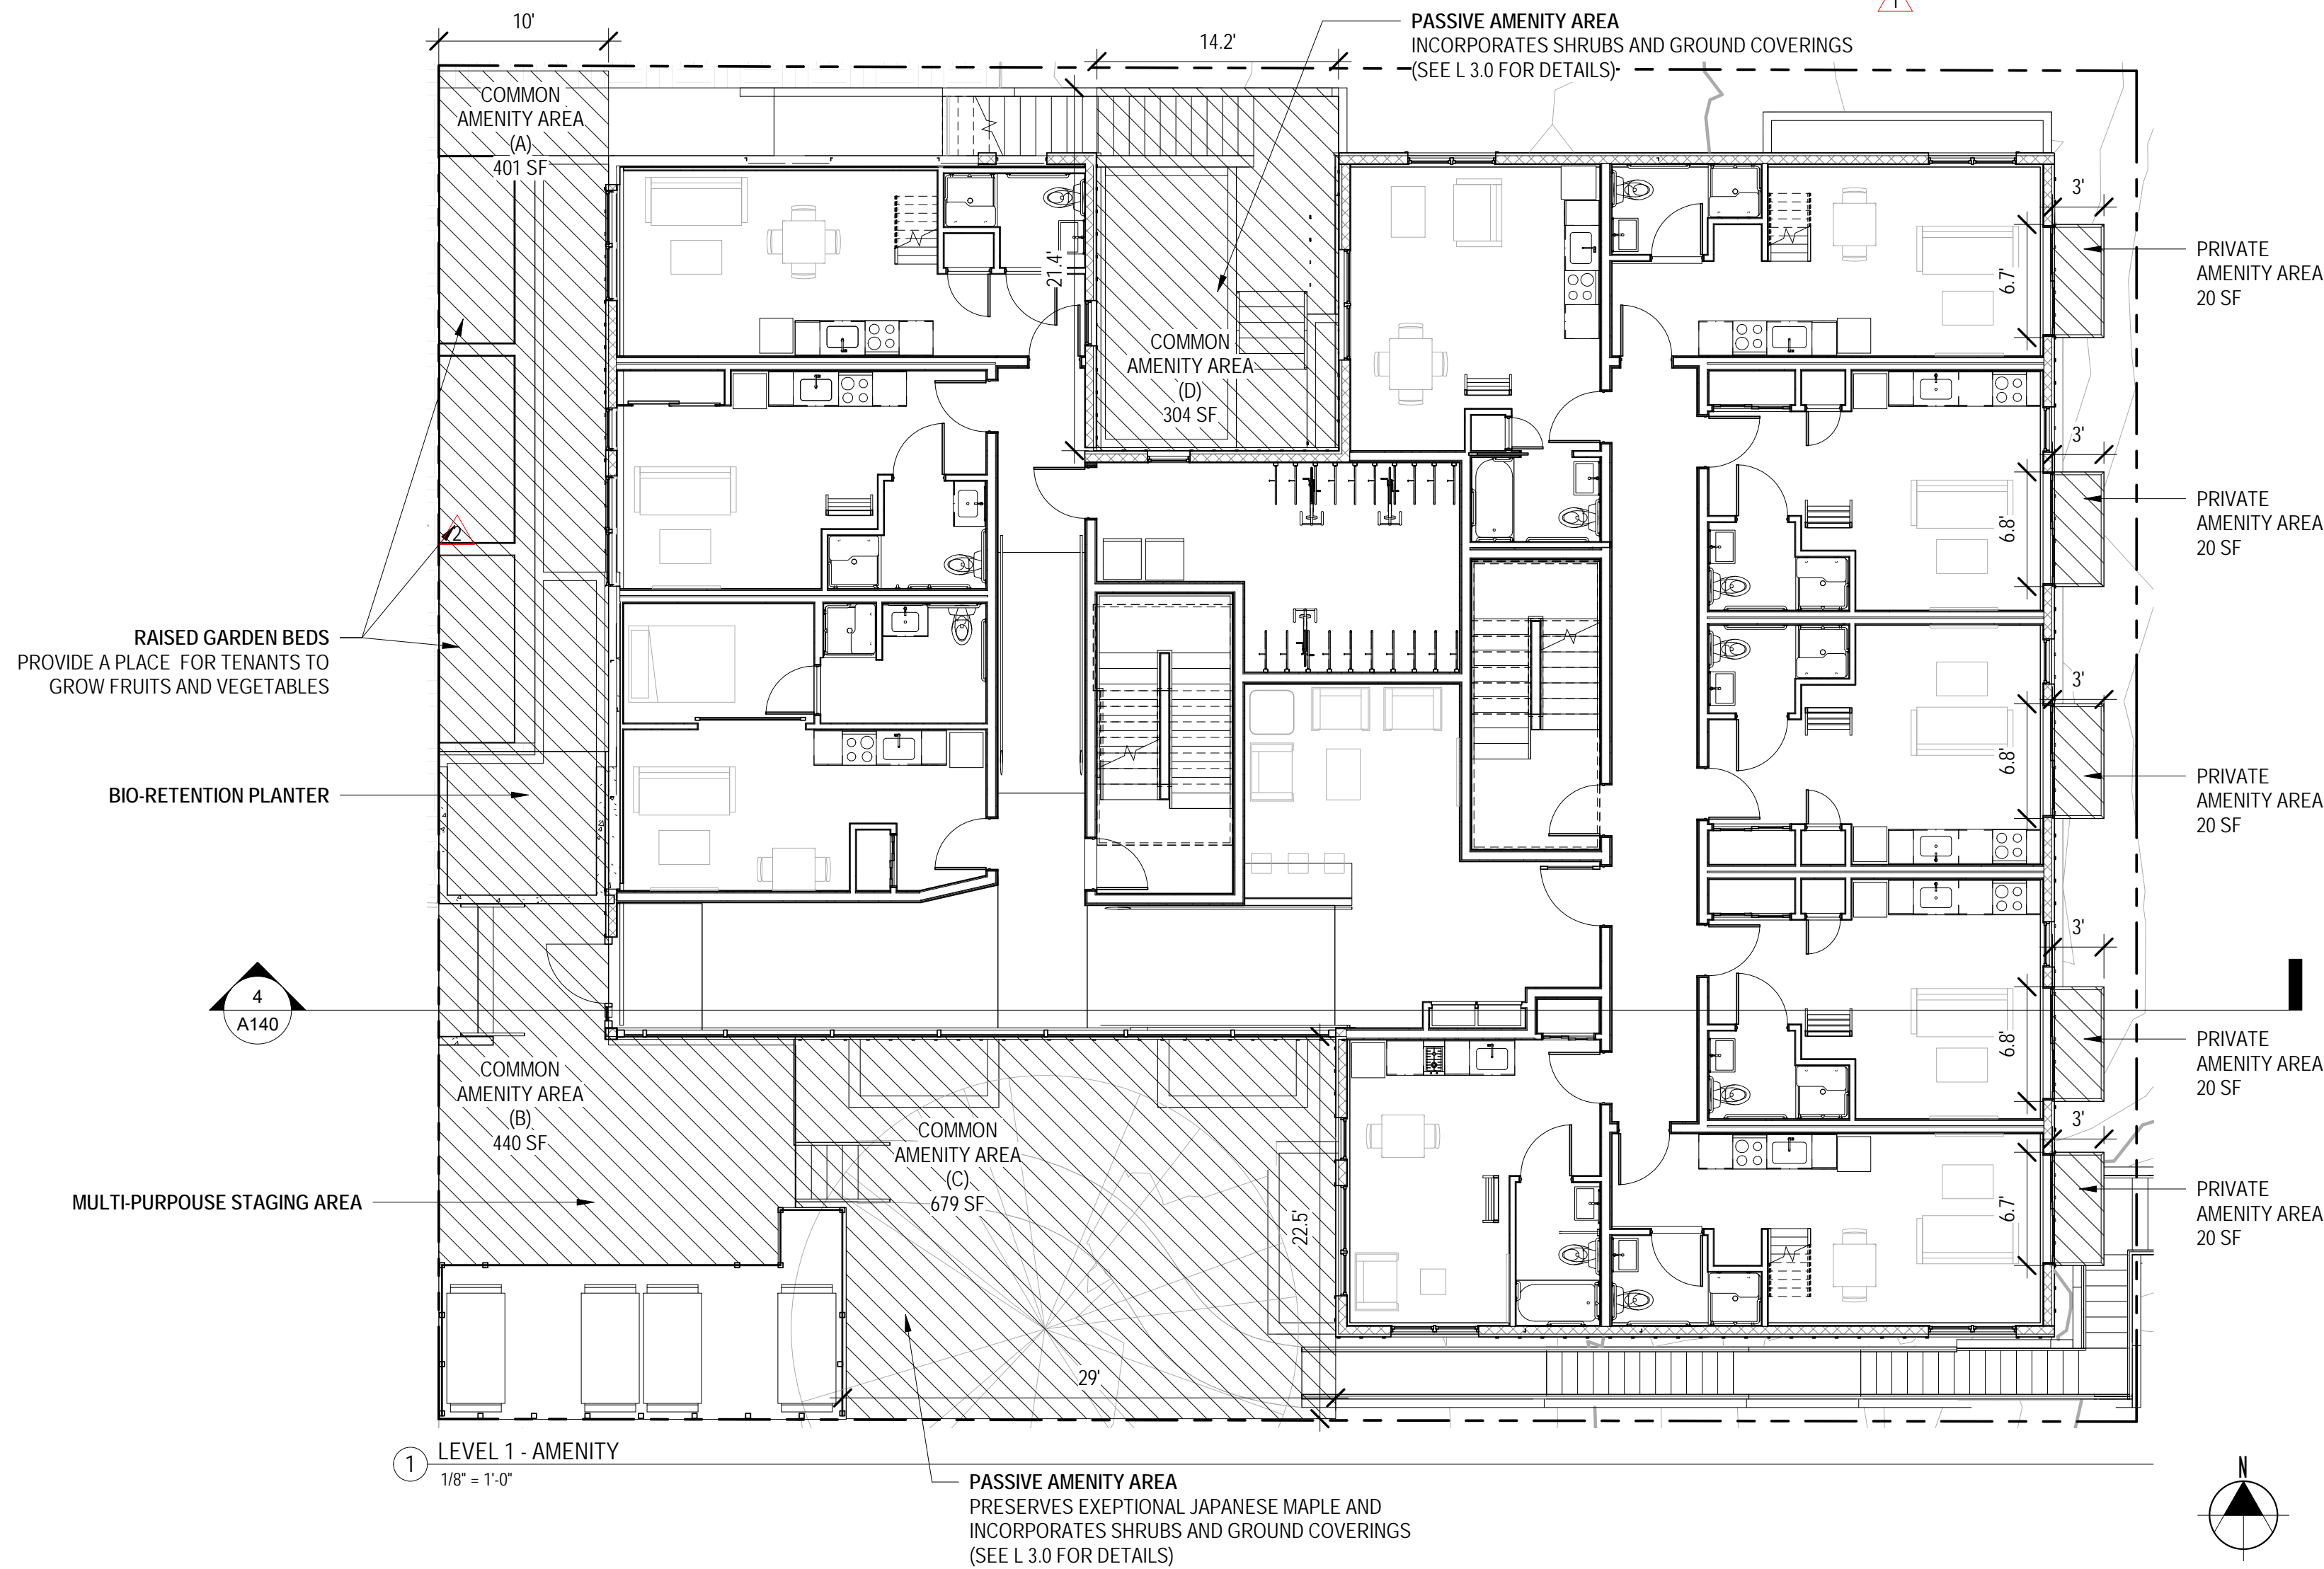 10'
14.2'
1
PASSIVE AMENITY AREA
INCORPORATES SHRUBS AND GROUND COVERINGS
(SEE L 3.0 FOR DETAILS)
COMMON
AMENITY AREA
(A)
401 SF
21.4'
COMMON
AMENITY AREA
(D)
304 SF
3'
6.7'
PRIVATE
AMENITY AREA
20 SF
3'
6.8'
PRIVATE
AMENITY AREA
20 SF
2
RAISED GARDEN BEDS
PROVIDE A PLACE FOR TENANTS TO
GROW FRUITS AND VEGETABLES
3'
6.8'
PRIVATE
AMENITY AREA
20 SF
BIO-RETENTION PLANTER
3'
6.8'
PRIVATE
AMENITY AREA
20 SF
4
A140
COMMON
AMENITY AREA
(B)
440 SF
COMMON
AMENITY AREA
(C)
679 SF
MULTI-PURPOUSE STAGING AREA
22.5'
29'
3'
6.7'
PRIVATE
AMENITY AREA
20 SF
1
LEVEL 1 - AMENITY
1/8" = 1'-0"
PASSIVE AMENITY AREA
PRESERVES EXEPTIONAL JAPANESE MAPLE AND
INCORPORATES SHRUBS AND GROUND COVERINGS
(SEE L 3.0 FOR DETAILS)
N